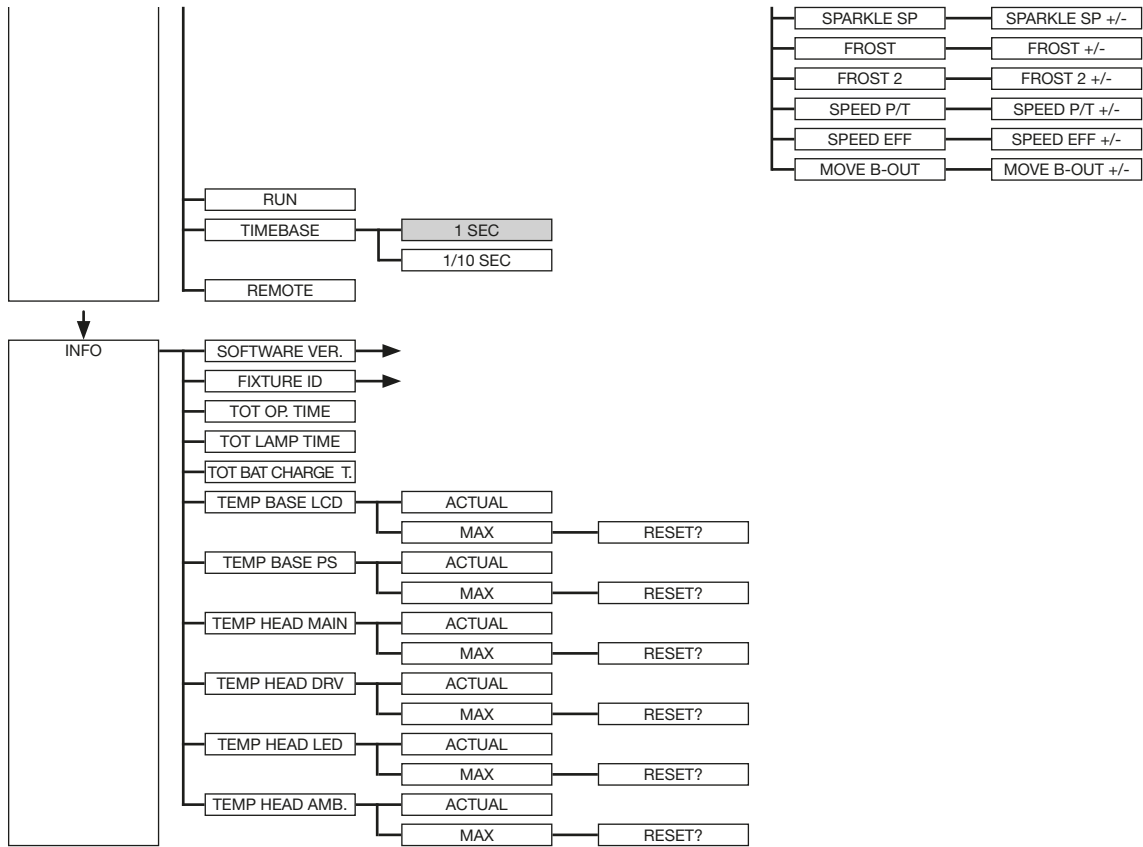 SPARKLE SP SPARKLE SP +/-
FROST FROST +/-
FROST 2 FROST 2 +/-
SPEED P/T SPEED P/T +/-
SPEED EFF SPEED EFF +/-
MOVE B-OUT MOVE B-OUT +/-
RUN
TIMEBASE 1 SEC
1/10 SEC
REMOTE
INFO SOFTWARE VER.
FIXTURE ID
TOT OP. TIME
TOT LAMP TIME
TOT BAT CHARGE T.
TEMP BASE LCD ACTUAL
MAX RESET?
TEMP BASE PS ACTUAL
MAX RESET?
TEMP HEAD MAIN ACTUAL
MAX RESET?
TEMP HEAD DRV ACTUAL
MAX RESET?
TEMP HEAD LED ACTUAL
MAX RESET?
TEMP HEAD AMB. ACTUAL
MAX RESET?